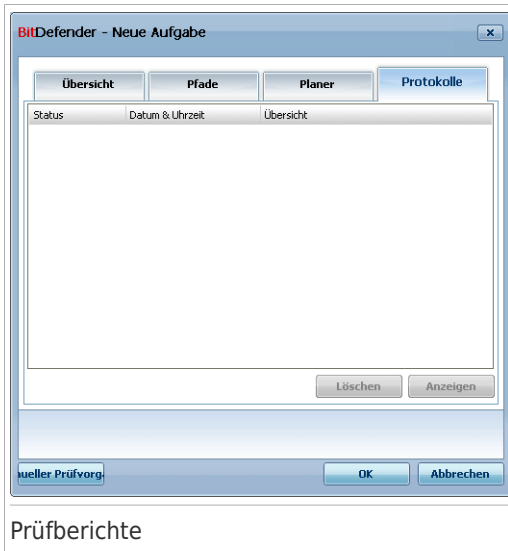 BitDefender - Neue Aufgabe
Übersicht Pfade Planer Protokolle
Status Datum & Uhrzeit Übersicht
Löschen Anzeigen
ueller Prüfvorg. OK Abbrechen
Prüfberichte